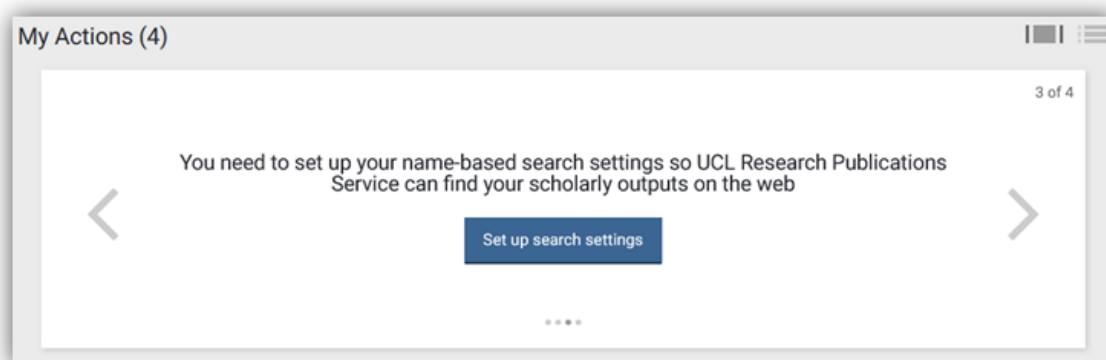 My Actions (4)
3 of 4
You need to set up your name-based search settings so UCL Research Publications
Service can find your scholarly outputs on the web
Set up search settings